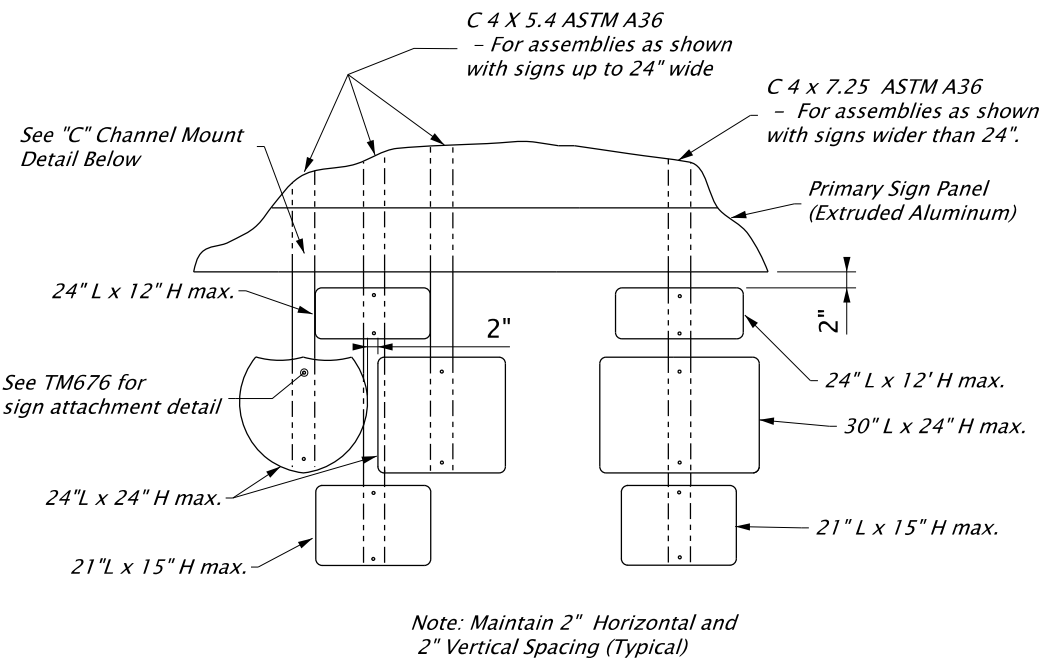 C 4 X 5.4 ASTM A36
– For assemblies as shown
with signs up to 24" wide
C 4 x 7.25 ASTM A36
– For assemblies as shown
with signs wider than 24".
See "C" Channel Mount
Detail Below
Primary Sign Panel
(Extruded Aluminum)
24" L x 12" H max.
2"
2"
See TM676 for
sign attachment detail
24" L x 12' H max.
30" L x 24" H max.
24"L x 24" H max.
21" L x 15" H max.
21"L x 15" H max.
Note: Maintain 2" Horizontal and
2" Vertical Spacing (Typical)